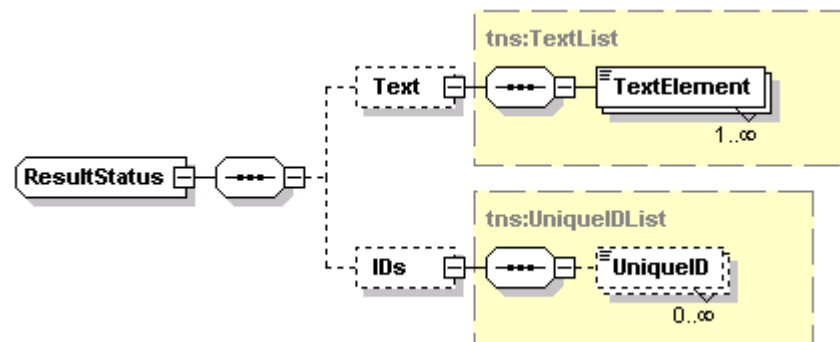 tns:TextList
Text
TextElement
1..∞
ResultStatus
tns:UniqueIDList
IDs
UniqueID
0..∞